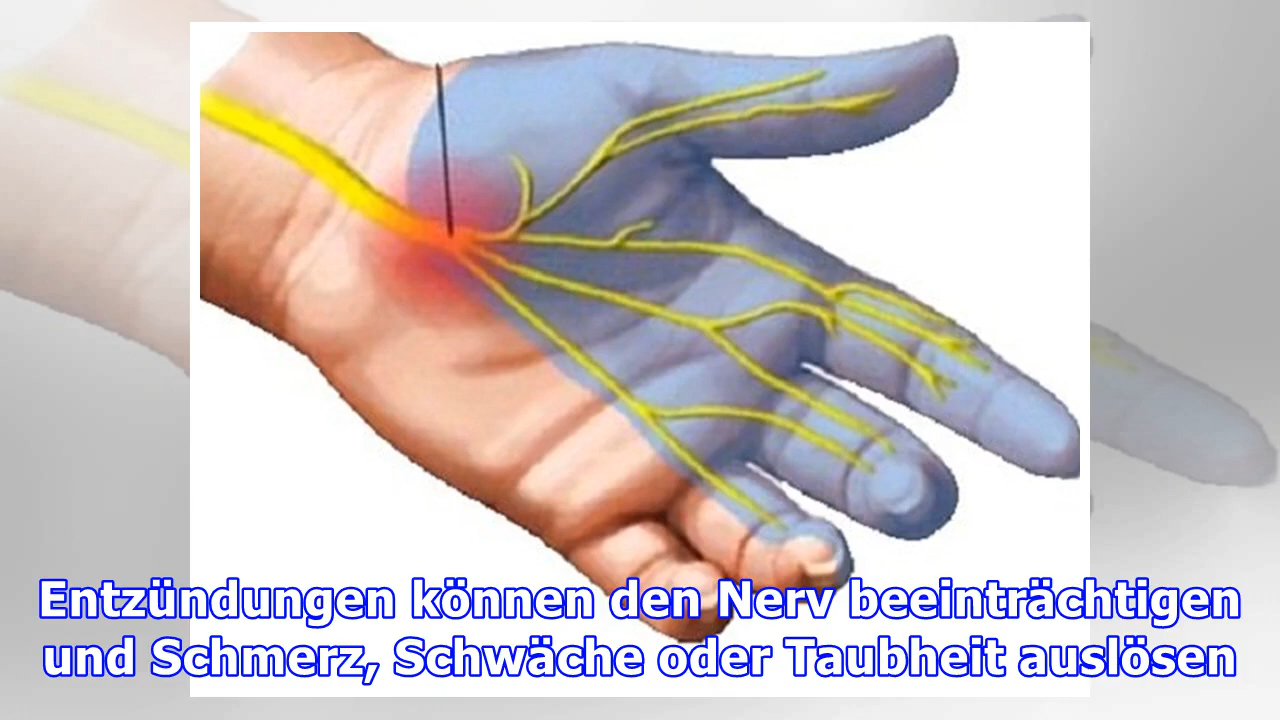 Entzündungen können den Nerv beeinträchtigen
und Schmerz, Schwäche oder Taubheit auslösen